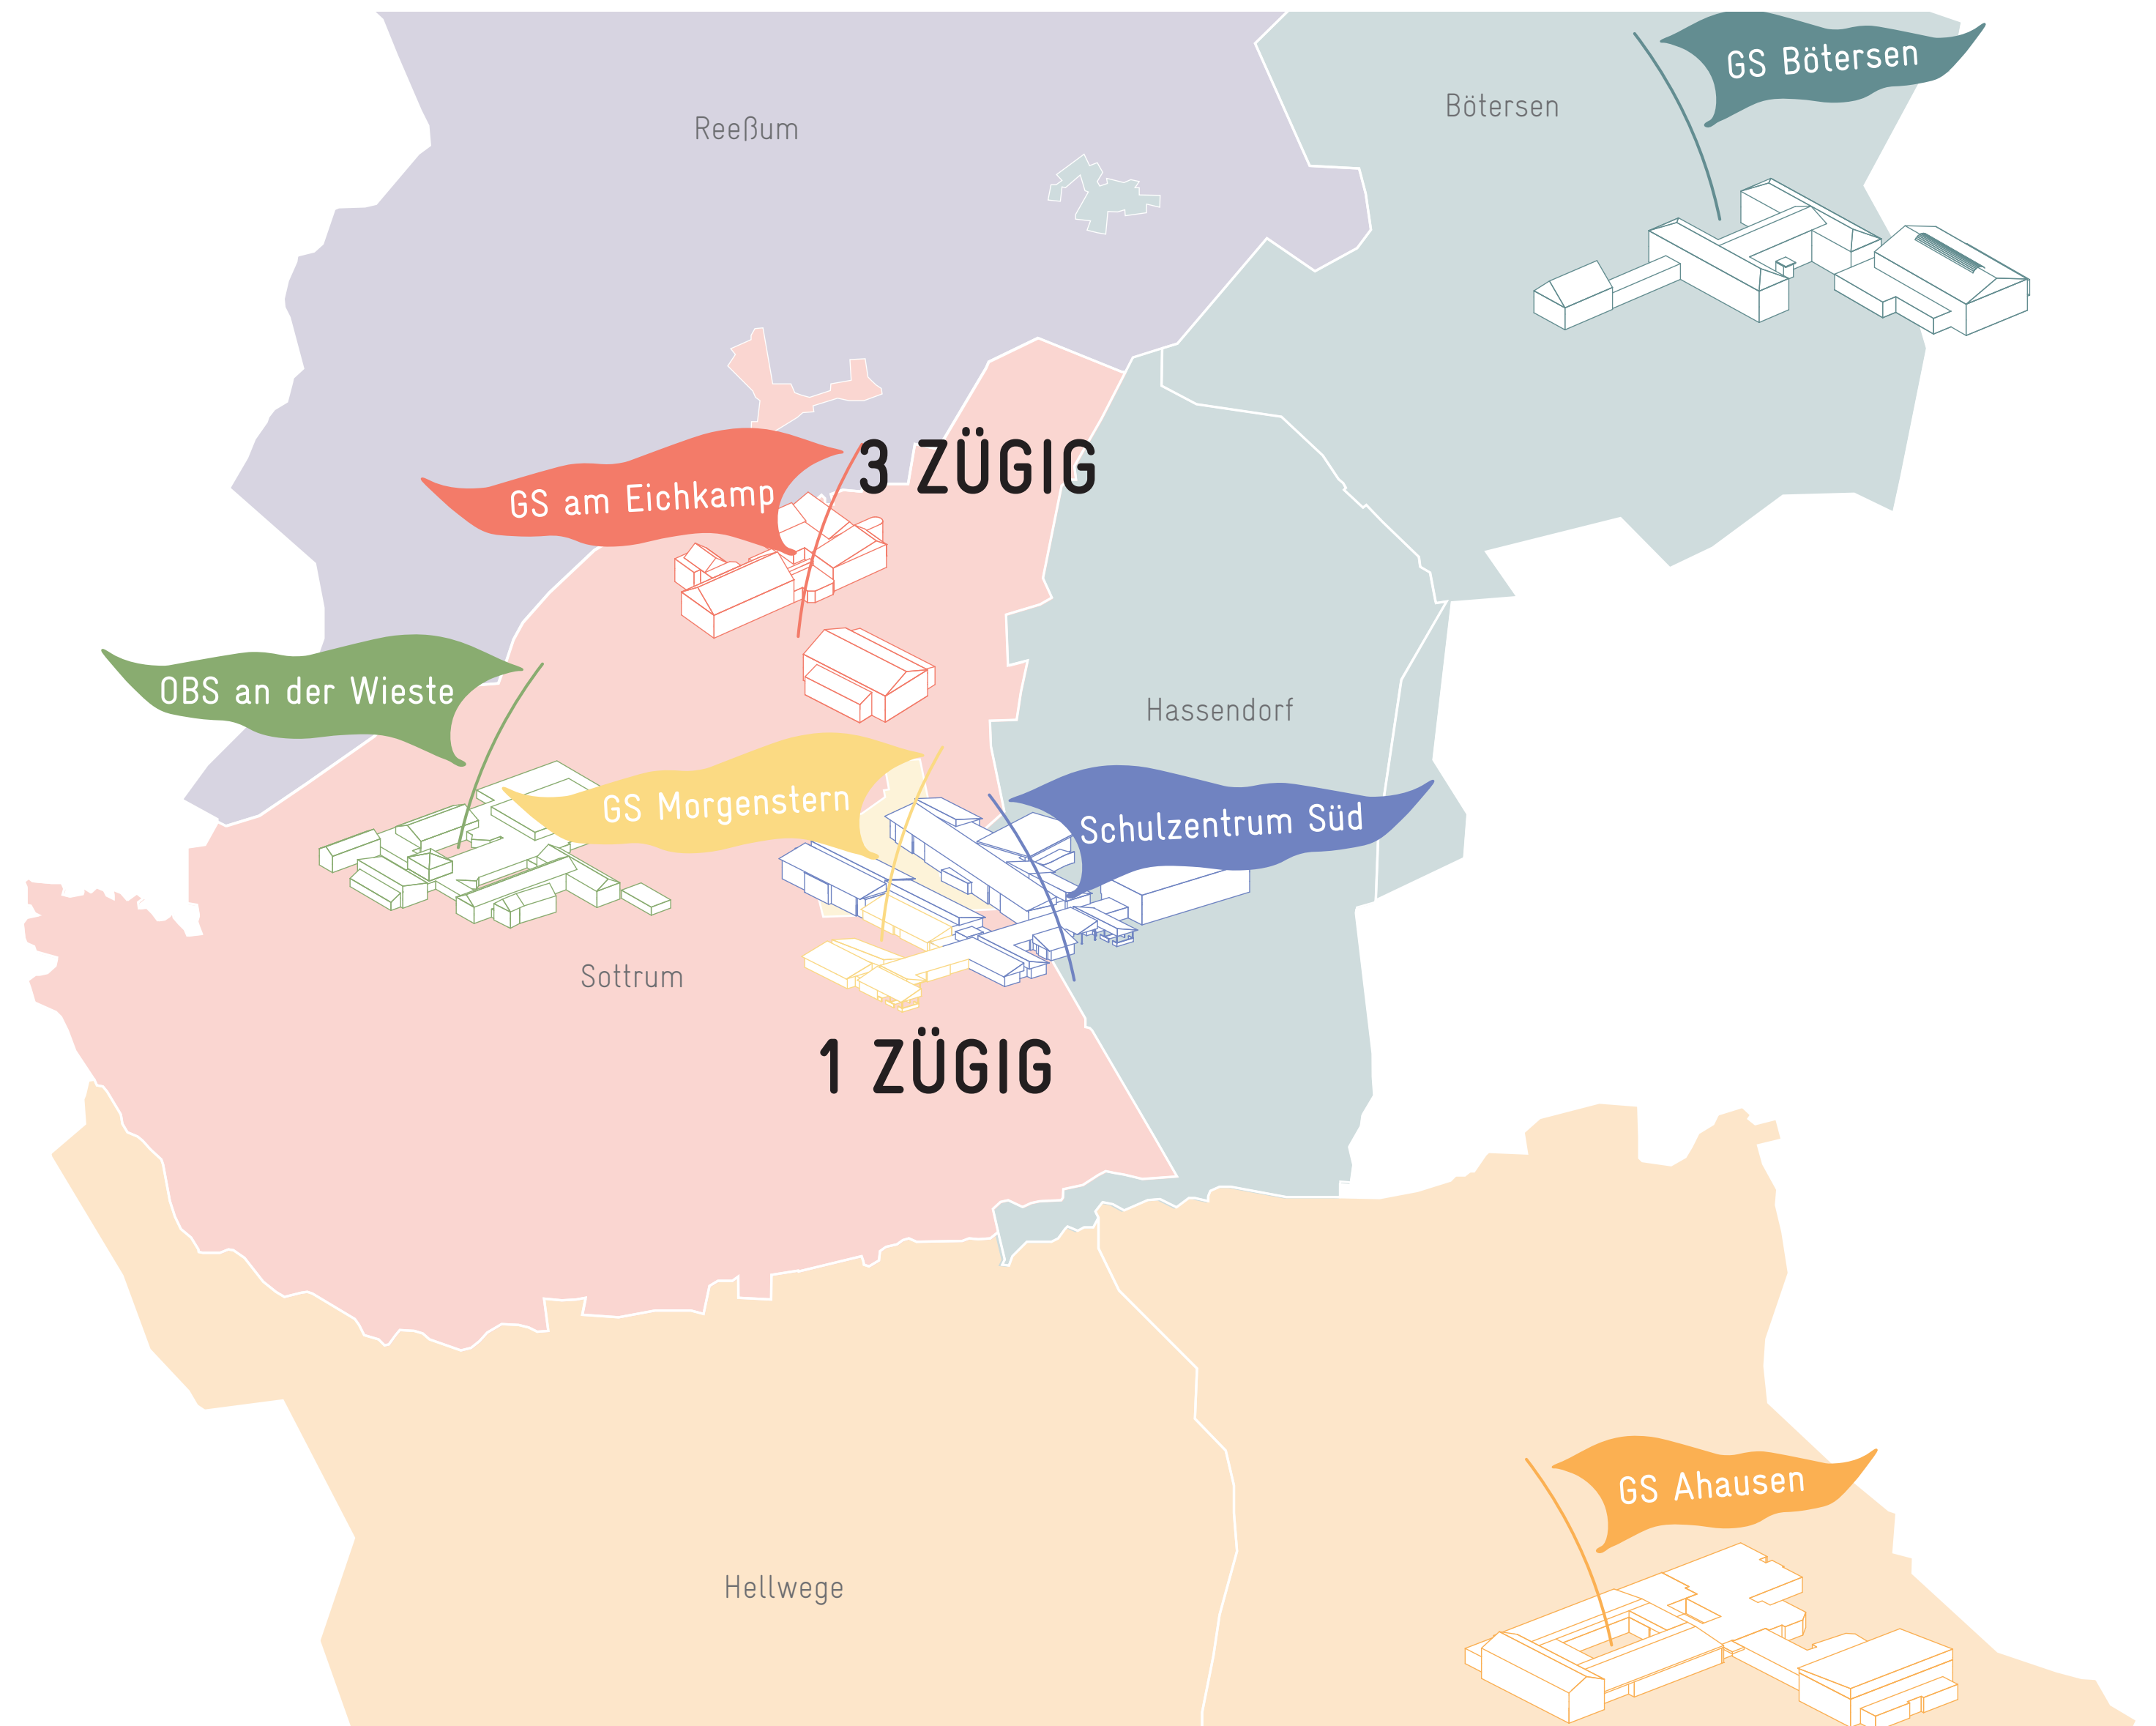 GS Bötersen
Bötersen
Reeßum
3 ZÜGIG
GS am Eichkamp
OBS an der Wieste
Hassendorf
GS Morgenstern
Schulzentrum Süd
Sottrum
1 ZÜGIG
GS Ahausen
Hellwege